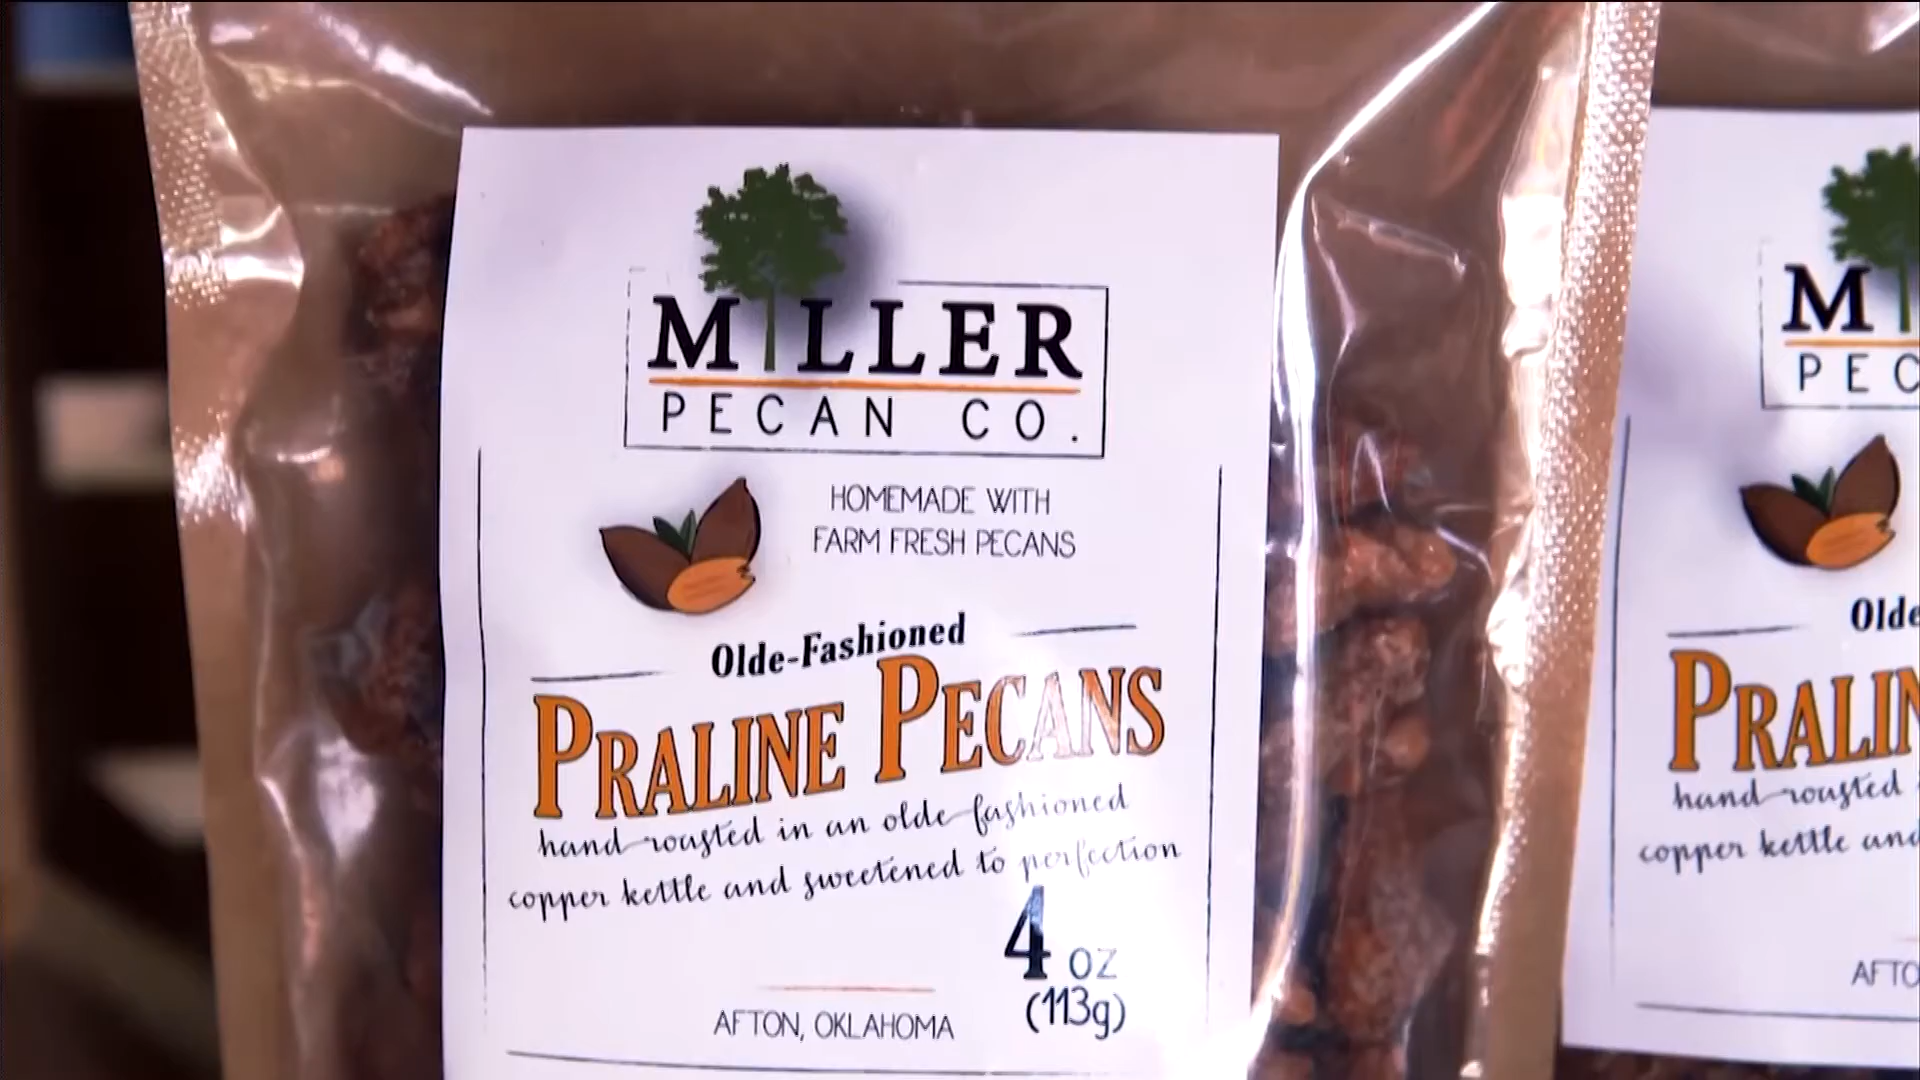 MILLER
PECAN CO.
HOMEMADE WITH
FARM FRESH PECANS
Olde-Fashioned
PRALINE PECANS
hand roasted in an olde fashioned
copper kettle and sweetened to perfection
4 OZ
(113g)
AFTON, OKLAHOMA
M
PEC
Olde
PRALIN
hand roasted
copper kettle and
AFTO